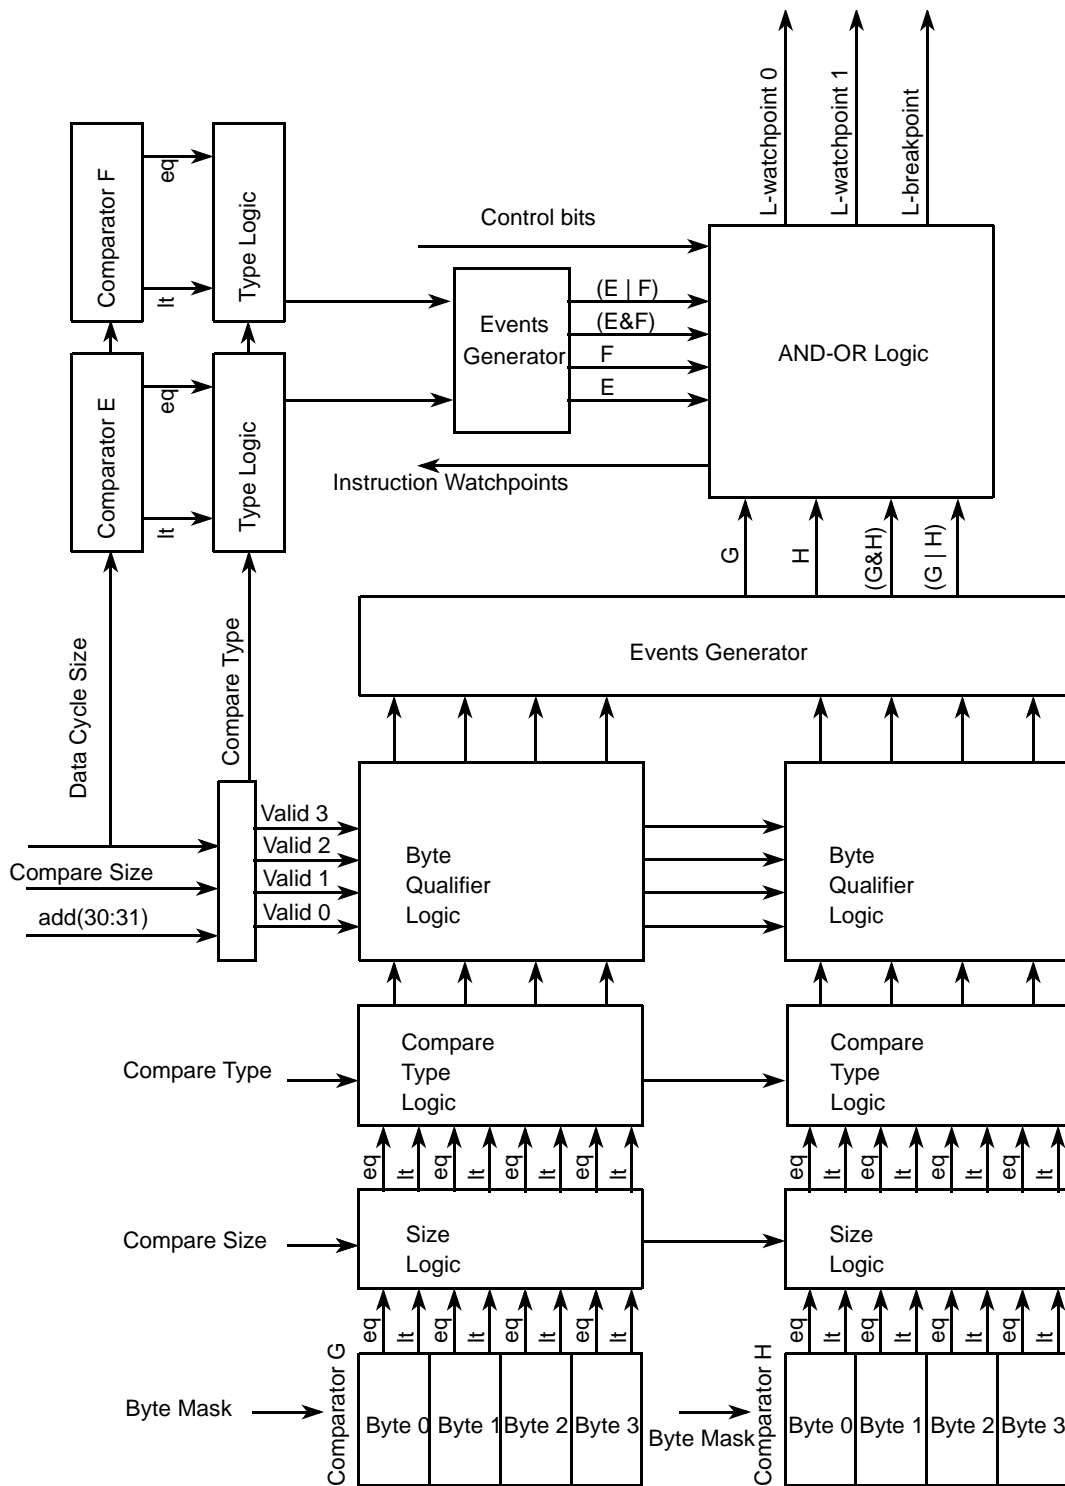 L-watchpoint 0
L-watchpoint 1
L-breakpoint
Comparator F
eq
lt
Type Logic
Control bits
Events
Generator
(E | F)
(E&F)
F
E
AND-OR Logic
Comparator E
eq
lt
Type Logic
Instruction Watchpoints
G
H
(G&H)
(G | H)
Events Generator
Data Cycle Size
Compare Type
Compare Size
add(30:31)
Valid 3
Valid 2
Valid 1
Valid 0
Byte
Qualifier
Logic
Byte
Qualifier
Logic
Compare Type
Compare
Type
Logic
Compare
Type
Logic
eq
lt
eq
lt
eq
lt
eq
lt
eq
lt
eq
lt
eq
lt
eq
lt
Compare Size
Size
Logic
Size
Logic
eq
lt
eq
lt
eq
lt
eq
lt
eq
lt
eq
lt
eq
lt
eq
lt
Byte Mask
Comparator G
Byte 0
Byte 1
Byte 2
Byte 3
Byte Mask
Comparator H
Byte 0
Byte 1
Byte 2
Byte 3